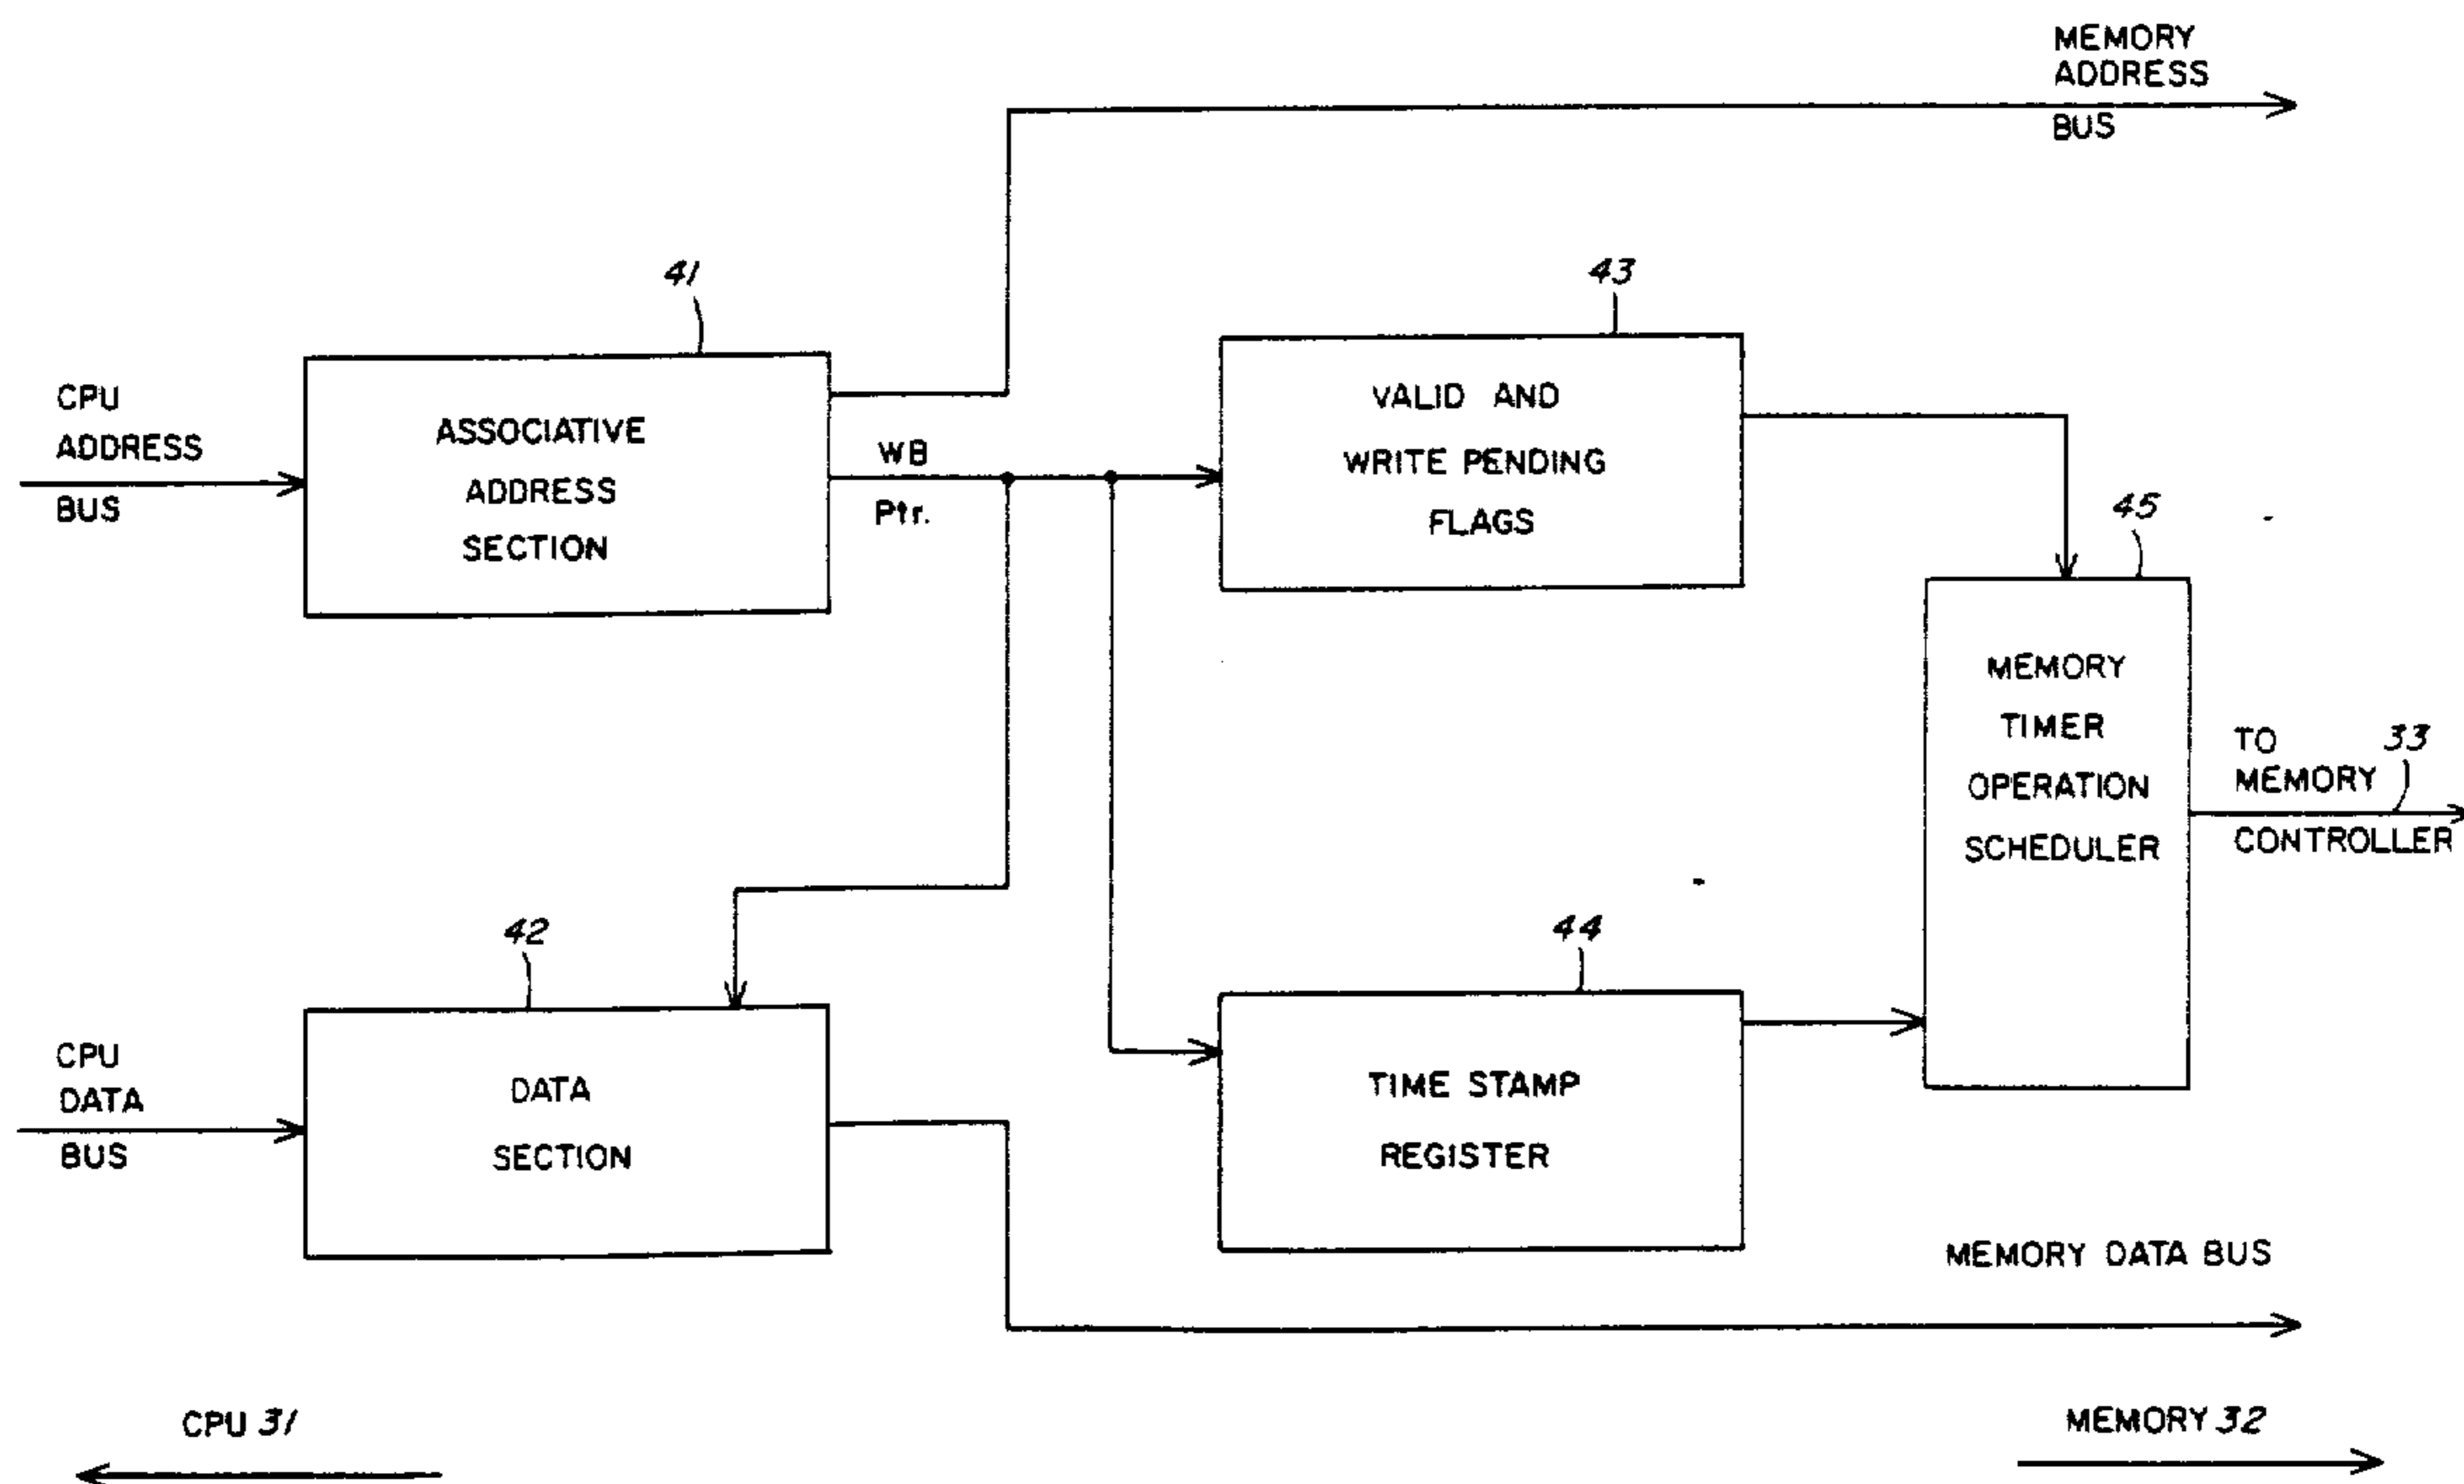 MEMORY
ADDRESS
BUS
41
43
CPU
ADDRESS
BUS
ASSOCIATIVE
ADDRESS
SECTION
WB
Ptr.
VALID AND
WRITE PENDING
FLAGS
45
MEMORY
TIMER
OPERATION
SCHEDULER
TO
MEMORY 33
CONTROLLER
42
44
CPU
DATA
BUS
DATA
SECTION
TIME STAMP
REGISTER
MEMORY DATA BUS
CPU 31
MEMORY 32